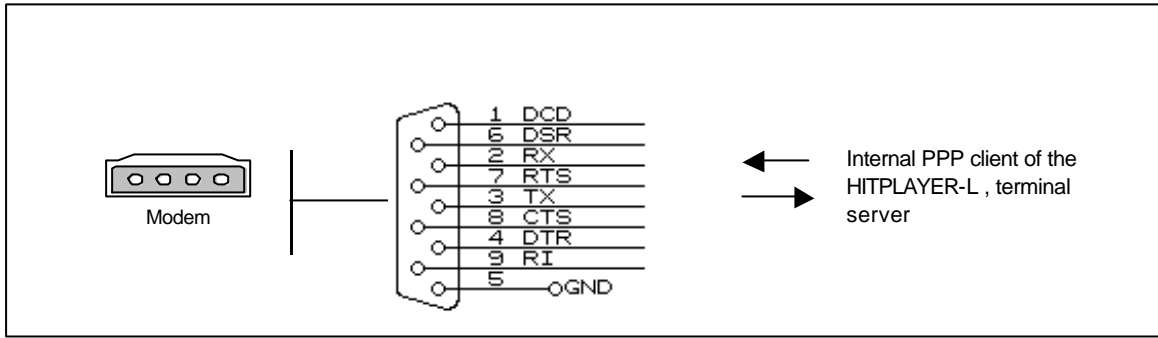 1 DCD
6 DSR
2 RX
7 RTS
3 TX
8 CTS
4 DTR
9 RI
5
GND
Modem
Internal PPP client of the
HITPLAYER-L , terminal
server